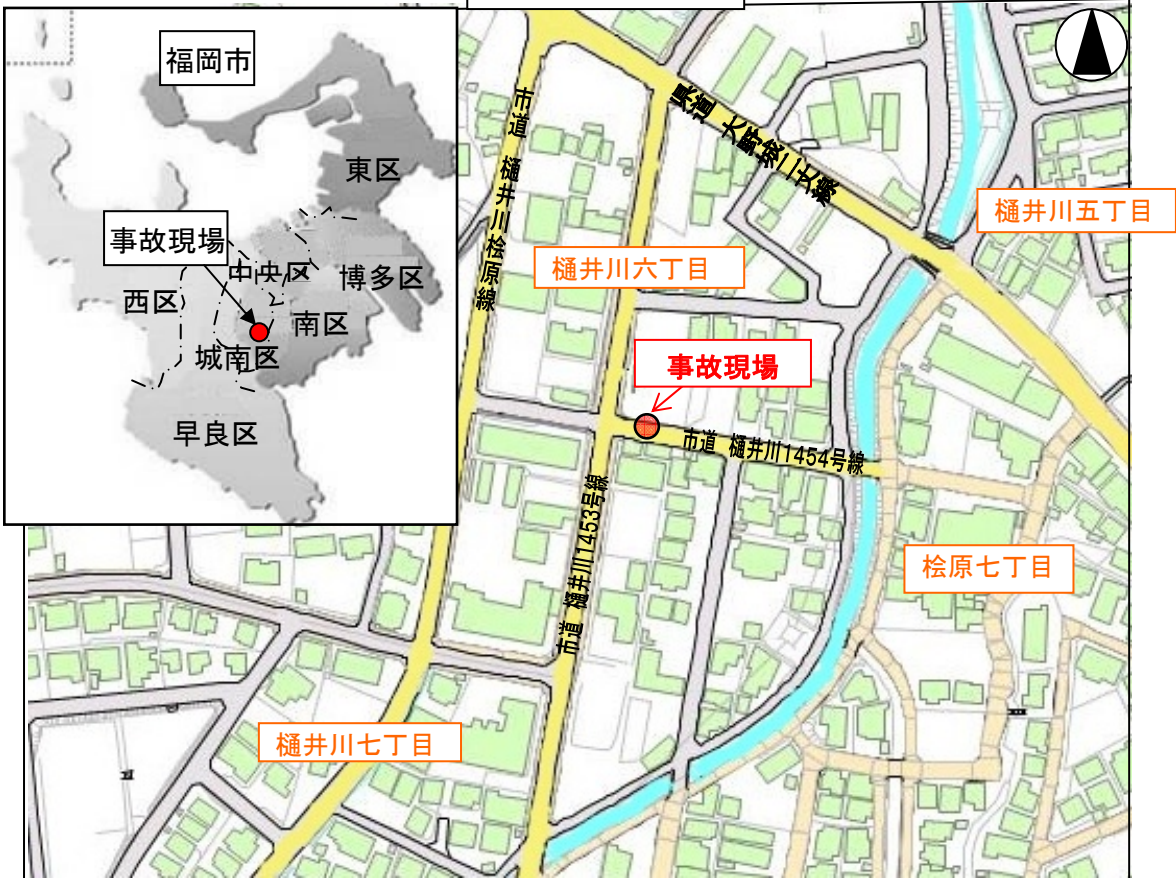 福岡市
東区
事故現場
中央区
博多区
西区
南区
城南区
早良区
市道 樋井川桧原線
県道 大野城二丈線
樋井川五丁目
樋井川六丁目
事故現場
市道 樋井川1454号線
市道 樋井川1453号線
桧原七丁目
樋井川七丁目